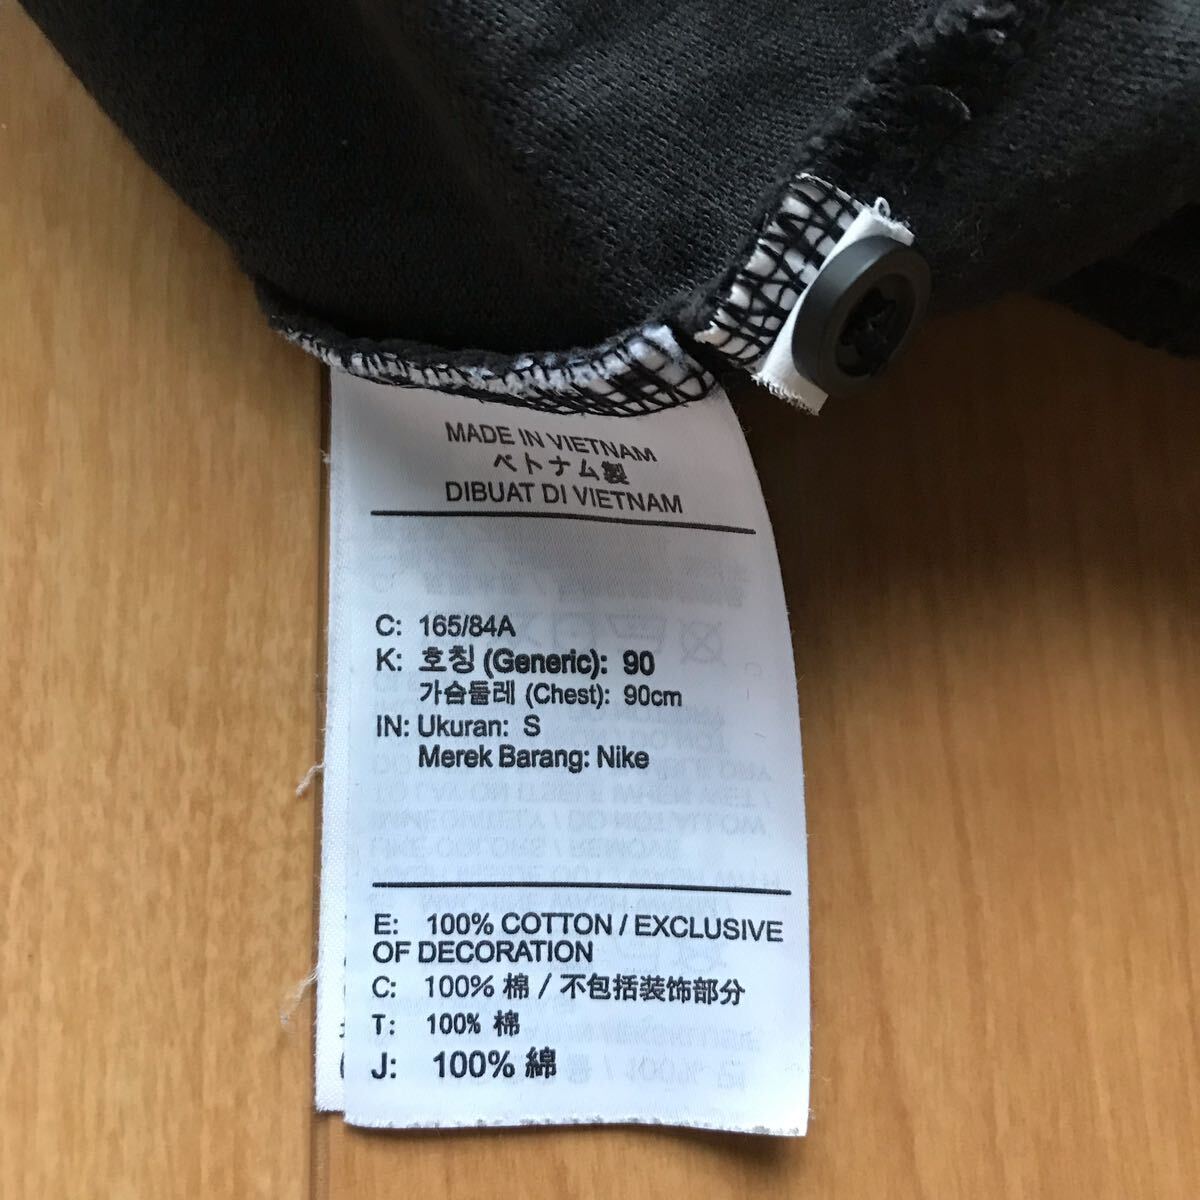 MADE IN VIETNAM
ベトナム製
DIBUAT DI VIETNAM
C: 165/84A
K: 호칭 (Generic): 90
가슴둘레 (Chest): 90cm
IN: Ukuran: S
Merek Barang: Nike
E: 100% COTTON / EXCLUSIVE
OF DECORATION
C: 100% 棉 / 不包括装饰部分
T: 100% 棉
J: 100% 綿